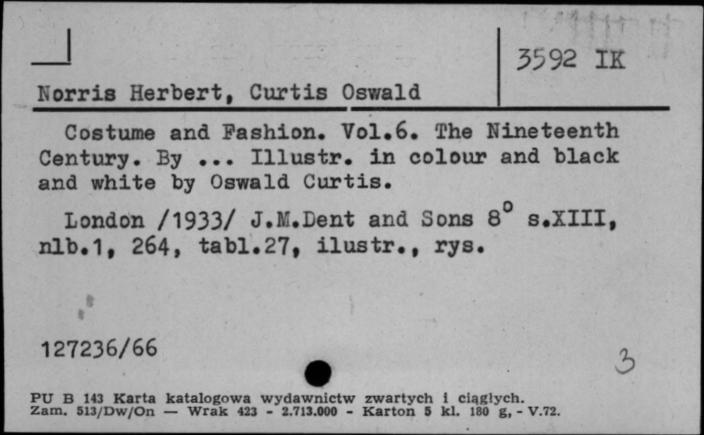 3592 IK
Norris Herbert, Curtis Oswald
Costume and Fashion. Vol.6. The Nineteenth
Century. By ... Illustr. in colour and black
and white by Oswald Curtis.
London /1933/ J.M.Dent and Sons 8° s.XIII,
nlb.1, 264, tabl.27, ilustr., rys.
127236/66
3
PU B 143 Karta katalogowa wydawnictw zwartych i ciągłych.
Zam. 513/Dw/On — Wrak 423 - 2.713.000 - Karton 5 kl. 180 g, - V.72.